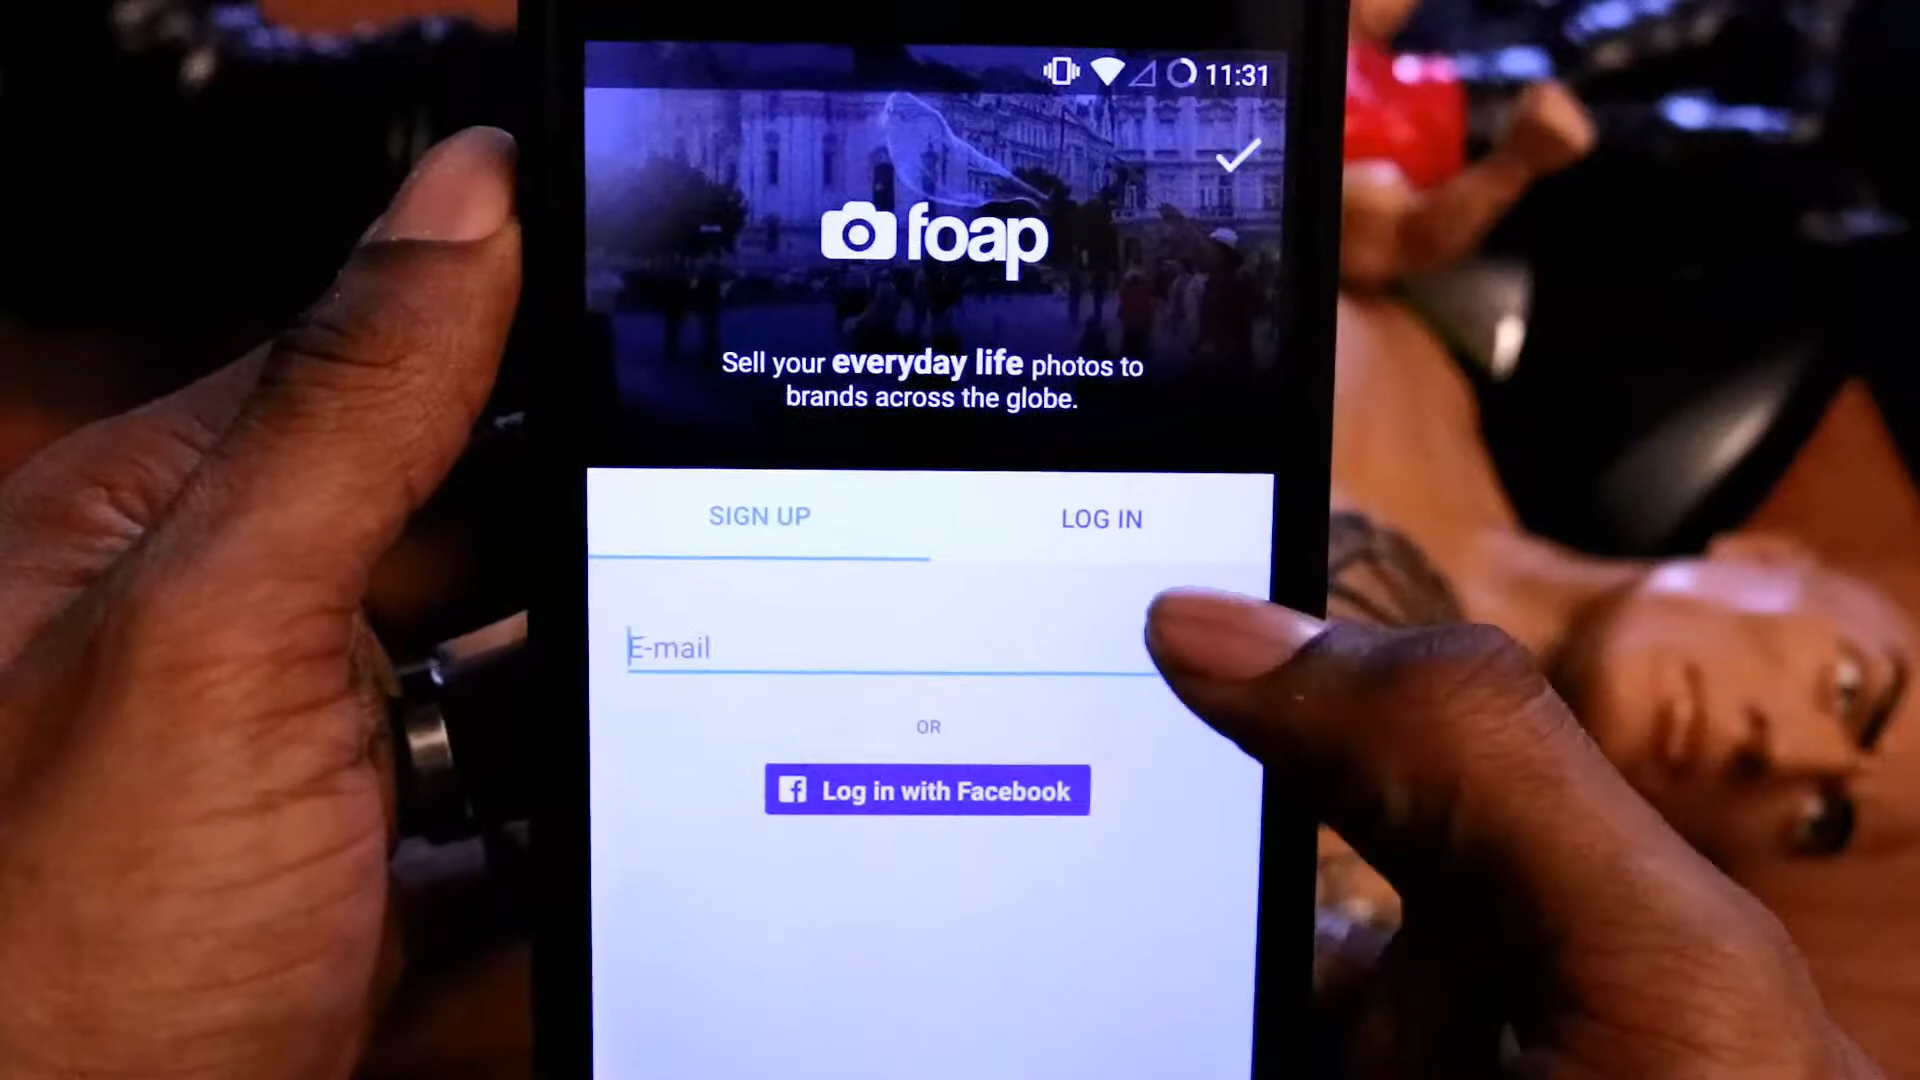 11:31
foap
Sell your everyday life photos to
brands across the globe.
SIGN UP
LOG IN
E-mail
OR
Log in with Facebook